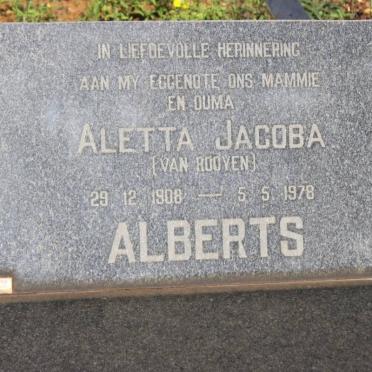 IN LIEFDEVOLLE HERINNERING
AAN MY EGGENOTE ONS MAMMIE
EN OUMA
ALETTA JACOBA
(VAN ROOYEN)
29 12 1908 — 5 5 1978
ALBERTS